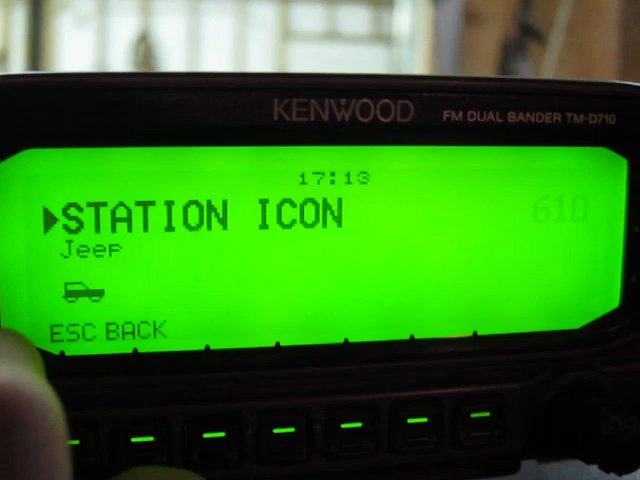 KENWOOD FM DUAL BANDER TM-D710
17:13
STATION ICON 610
Jeep
ESC BACK